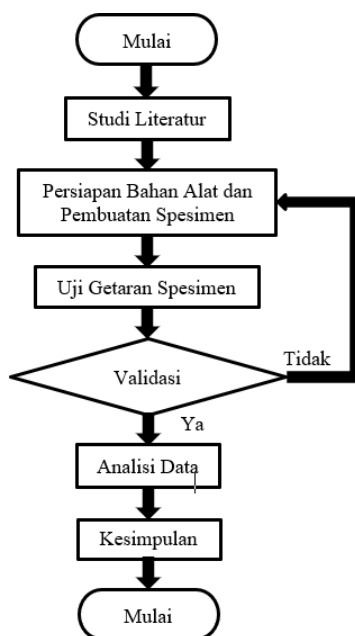 Mulai
Studi Literatur
Persiapan Bahan Alat dan
Pembuatan Spesimen
Uji Getaran Spesimen
Validasi
Tidak
Ya
Analisi Data
Kesimpulan
Mulai